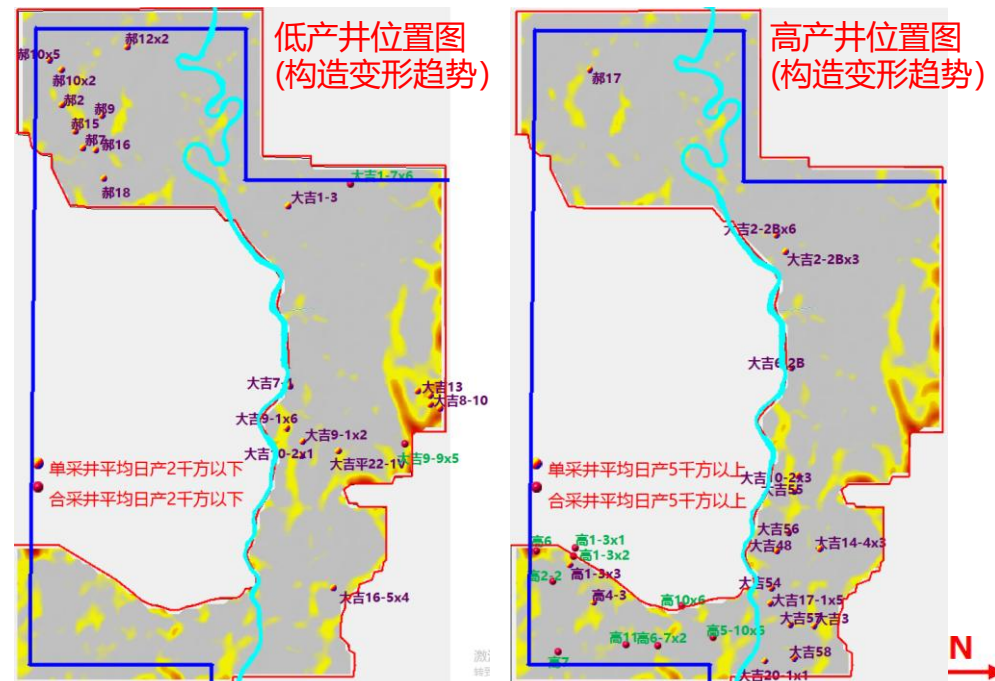 低产井位置图
(构造变形趋势)
郝12x2
郝10x5
郝10x2
郝2
郝9
郝15
郝7
郝16
郝18
大吉1-7x6
大吉1-3
大吉7-1
大吉13
大吉8-10
大吉9-1x6
大吉9-1x2
大吉10-2x1
大吉平22-1V
大吉9-9x5
单采井平均日产2千方以下
合采井平均日产2千方以下
大吉16-5x4
高产井位置图
(构造变形趋势)
郝17
大吉2-2Bx6
大吉2-2Bx3
大吉6-2B
单采井平均日产5千方以上
合采井平均日产5千方以上
大吉10-2x3
大吉55
大吉56
大吉48
大吉14-4x3
高6
高1-3x1
高1-3x2
高1-3x3
高2-2
高4-3
高10x6
大吉54
大吉17-1x5
大吉57
大吉3
高11
高6-7x2
高5-10x5
高7
大吉58
大吉20-1x1
N